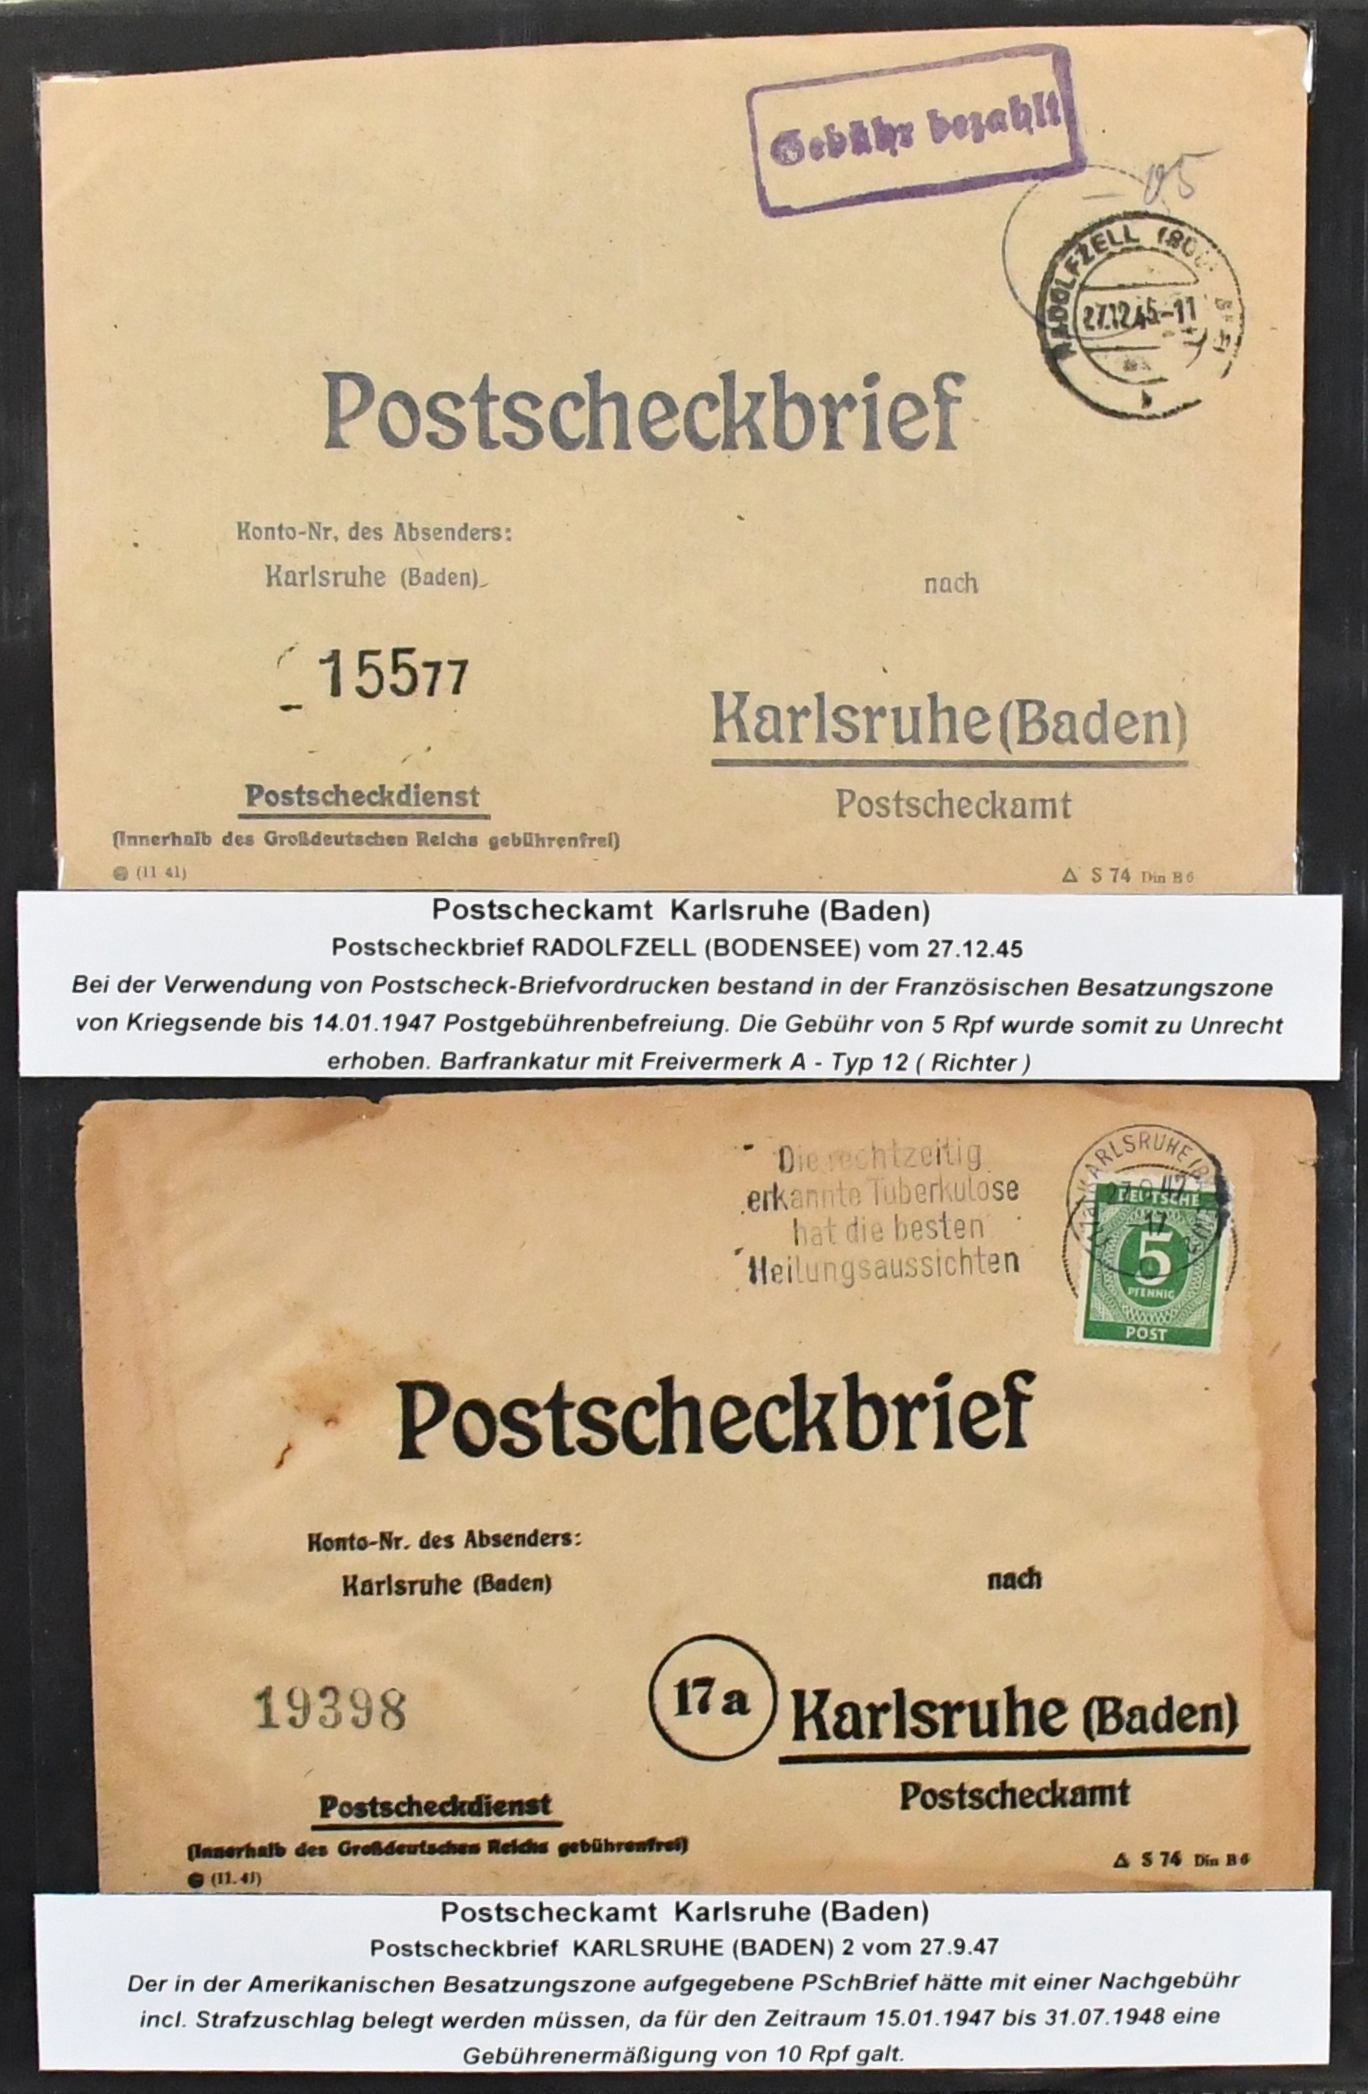 Gebühr bezahlt
05
RADOLFZELL
27.12.45-11
b
Postscheckbrief
Konto-Nr. des Absenders:
Karlsruhe (Baden)
nach
15577
Karlsruhe (Baden)
Postscheckdienst
Postscheckamt
(Innerhalb des Großdeutschen Reichs gebührenfrei)
(11 41)
△ S 74 Din B 6
Postscheckamt Karlsruhe (Baden)
Postscheckbrief RADOLFZELL (BODENSEE) vom 27.12.45
Bei der Verwendung von Postscheck-Briefvordrucken bestand in der Französischen Besatzungszone
von Kriegsende bis 14.01.1947 Postgebührenbefreiung. Die Gebühr von 5 Rpf wurde somit zu Unrecht
erhoben. Barfrankatur mit Freivermerk A - Typ 12 ( Richter )
Die rechtzeitig
erkannte Tuberkulose
hat die besten
Heilungsaussichten
KARLSRUHE
17
DEUTSCHE
5
PFENNIG
POST
Postscheckbrief
Konto-Nr. des Absenders:
Karlsruhe (Baden)
nach
19398
17a
Karlsruhe (Baden)
Postscheckdienst
Postscheckamt
(Innerhalb des Großdeutschen Reichs gebührenfrei)
(11. 41)
△ S 74 Din B 6
Postscheckamt Karlsruhe (Baden)
Postscheckbrief KARLSRUHE (BADEN) 2 vom 27.9.47
Der in der Amerikanischen Besatzungszone aufgegebene PSchBrief hätte mit einer Nachgebühr
incl. Strafzuschlag belegt werden müssen, da für den Zeitraum 15.01.1947 bis 31.07.1948 eine
Gebührenermäßigung von 10 Rpf galt.